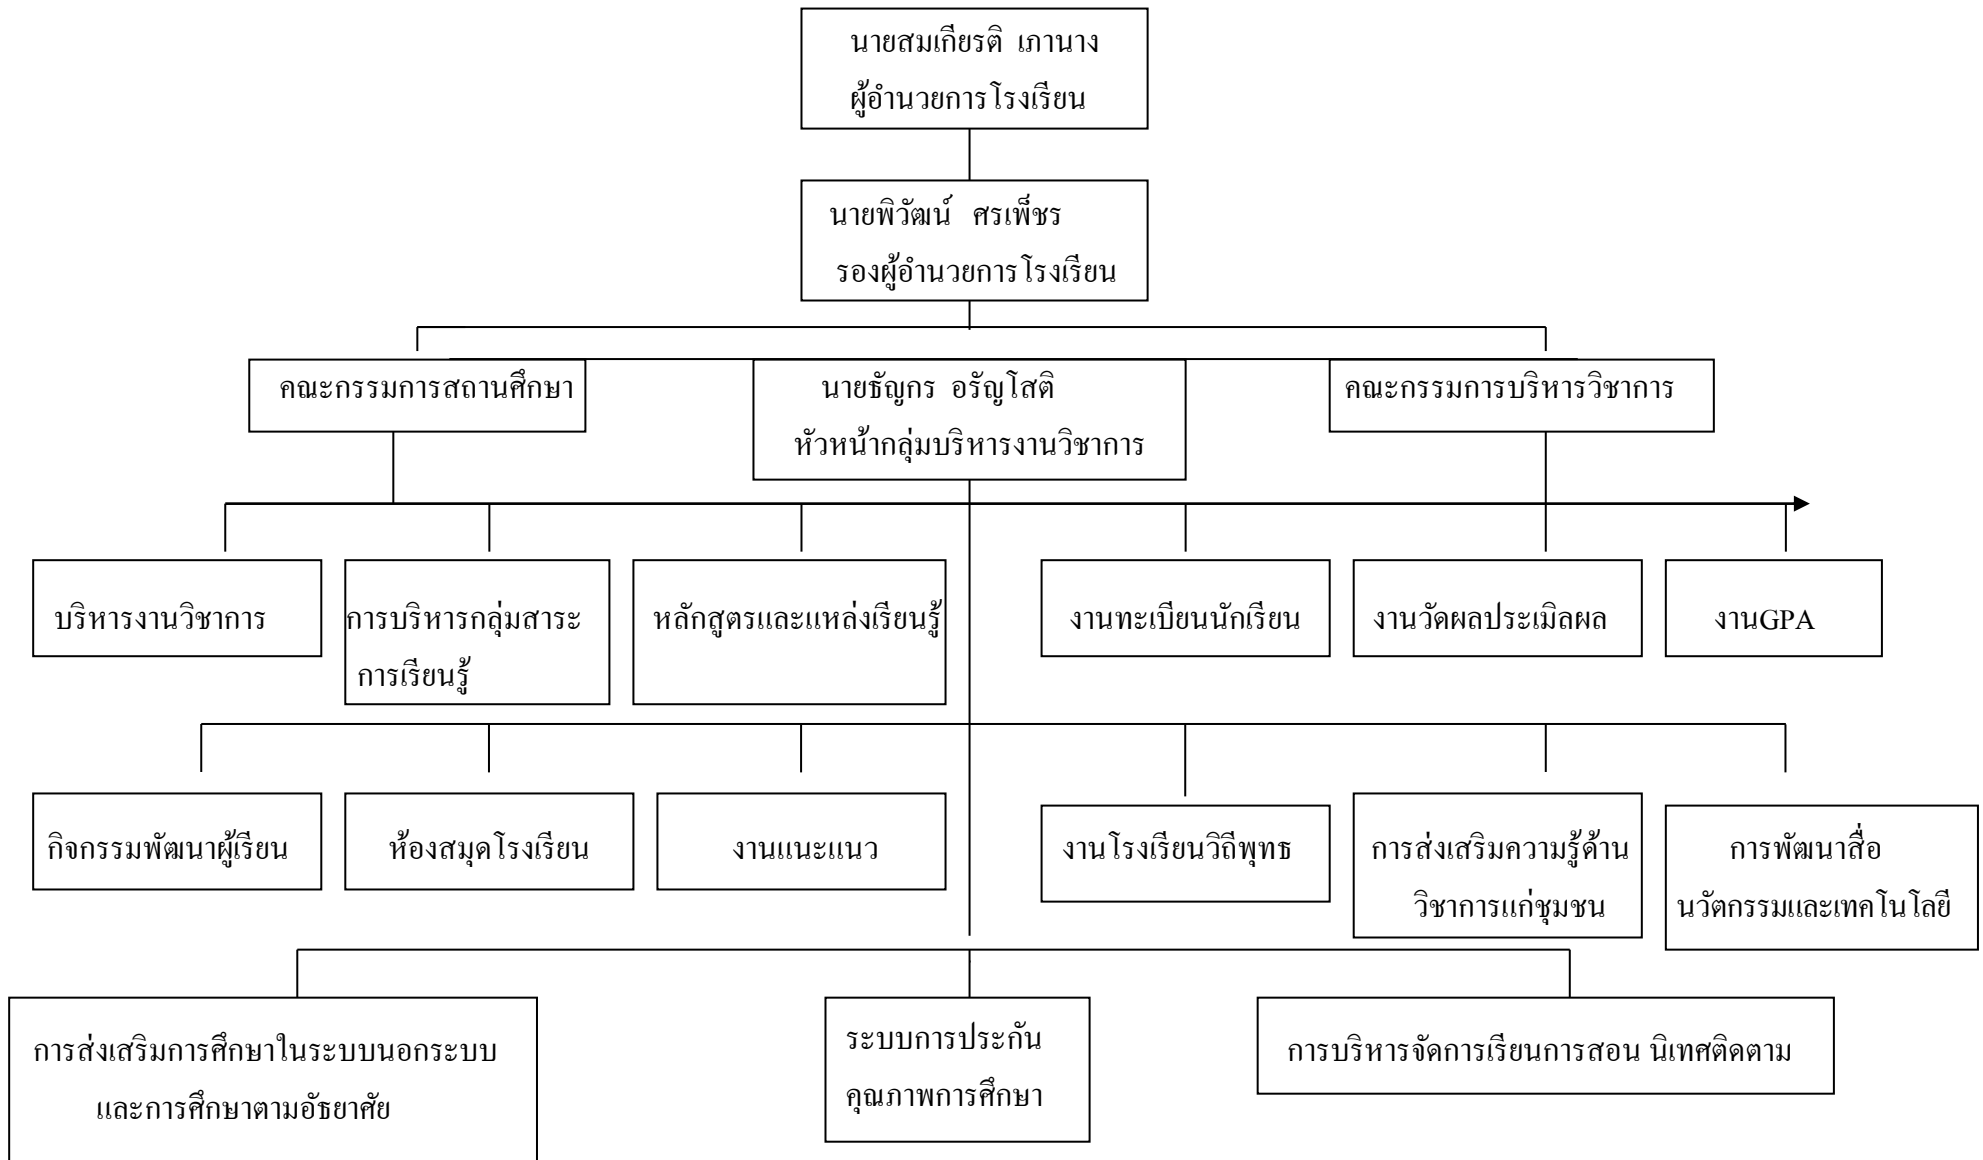 นายสมเกียรติ เภานาง
ผู้อำนวยการโรงเรียน
นายพิวัฒน์ ศรเพ็ชร
รองผู้อำนวยการโรงเรียน
คณะกรรมการสถานศึกษา
นายธัญกร อรัญโสติ
หัวหน้ากลุ่มบริหารงานวิชาการ
คณะกรรมการบริหารวิชาการ
บริหารงานวิชาการ
การบริหารกลุ่มสาระ
การเรียนรู้
หลักสูตรและแหล่งเรียนรู้
งานทะเบียนนักเรียน
งานวัดผลประเมิลผล
งานGPA
กิจกรรมพัฒนาผู้เรียน
ห้องสมุดโรงเรียน
งานแนะแนว
งานโรงเรียนวิถีพุทธ
การส่งเสริมความรู้ด้าน
วิชาการแก่ชุมชน
การพัฒนาสื่อ
นวัตกรรมและเทคโนโลยี
การส่งเสริมการศึกษาในระบบนอกระบบ
และการศึกษาตามอัธยาศัย
ระบบการประกัน
คุณภาพการศึกษา
การบริหารจัดการเรียนการสอน นิเทศติดตาม